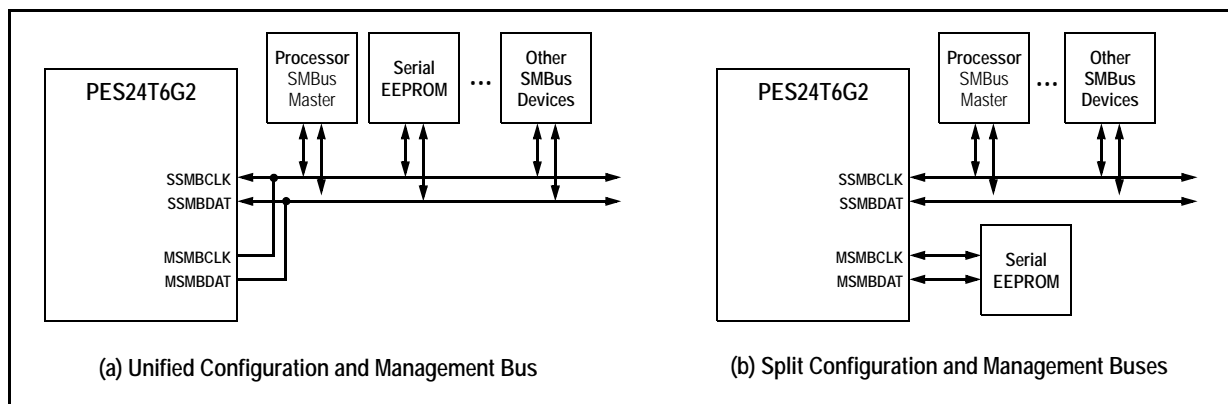 PES24T6G2
Processor
SMBus
Master
Serial
EEPROM
...
Other
SMBus
Devices
SSMBCLK
SSMBDAT
MSMBCLK
MSMBDAT
(a) Unified Configuration and Management Bus
PES24T6G2
Processor
SMBus
Master
...
Other
SMBus
Devices
SSMBCLK
SSMBDAT
MSMBCLK
MSMBDAT
Serial
EEPROM
(b) Split Configuration and Management Buses